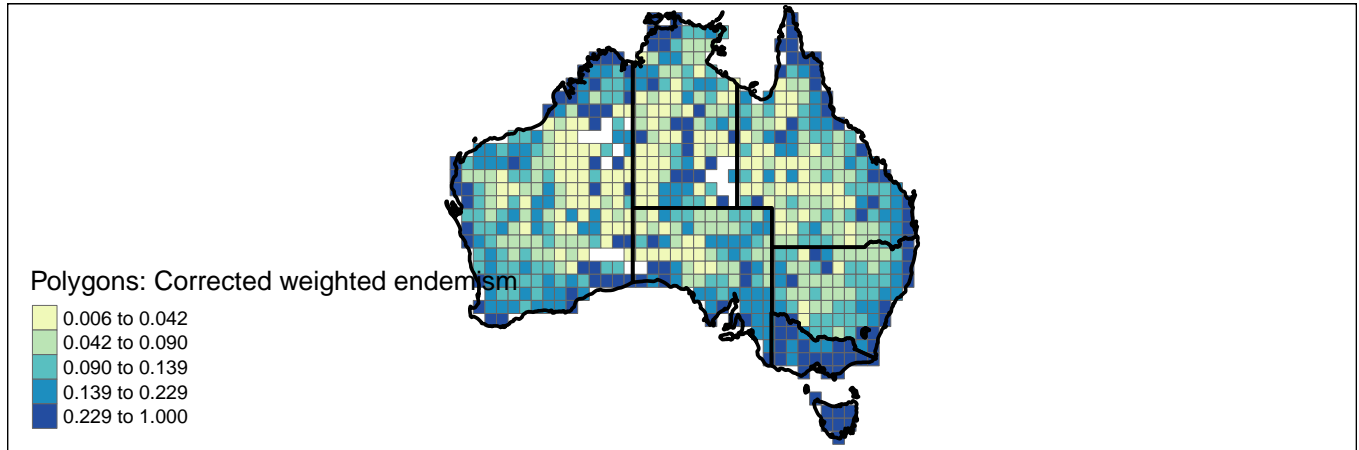 Polygons: Corrected weighted endemism
0.006 to 0.042
0.042 to 0.090
0.090 to 0.139
0.139 to 0.229
0.229 to 1.000